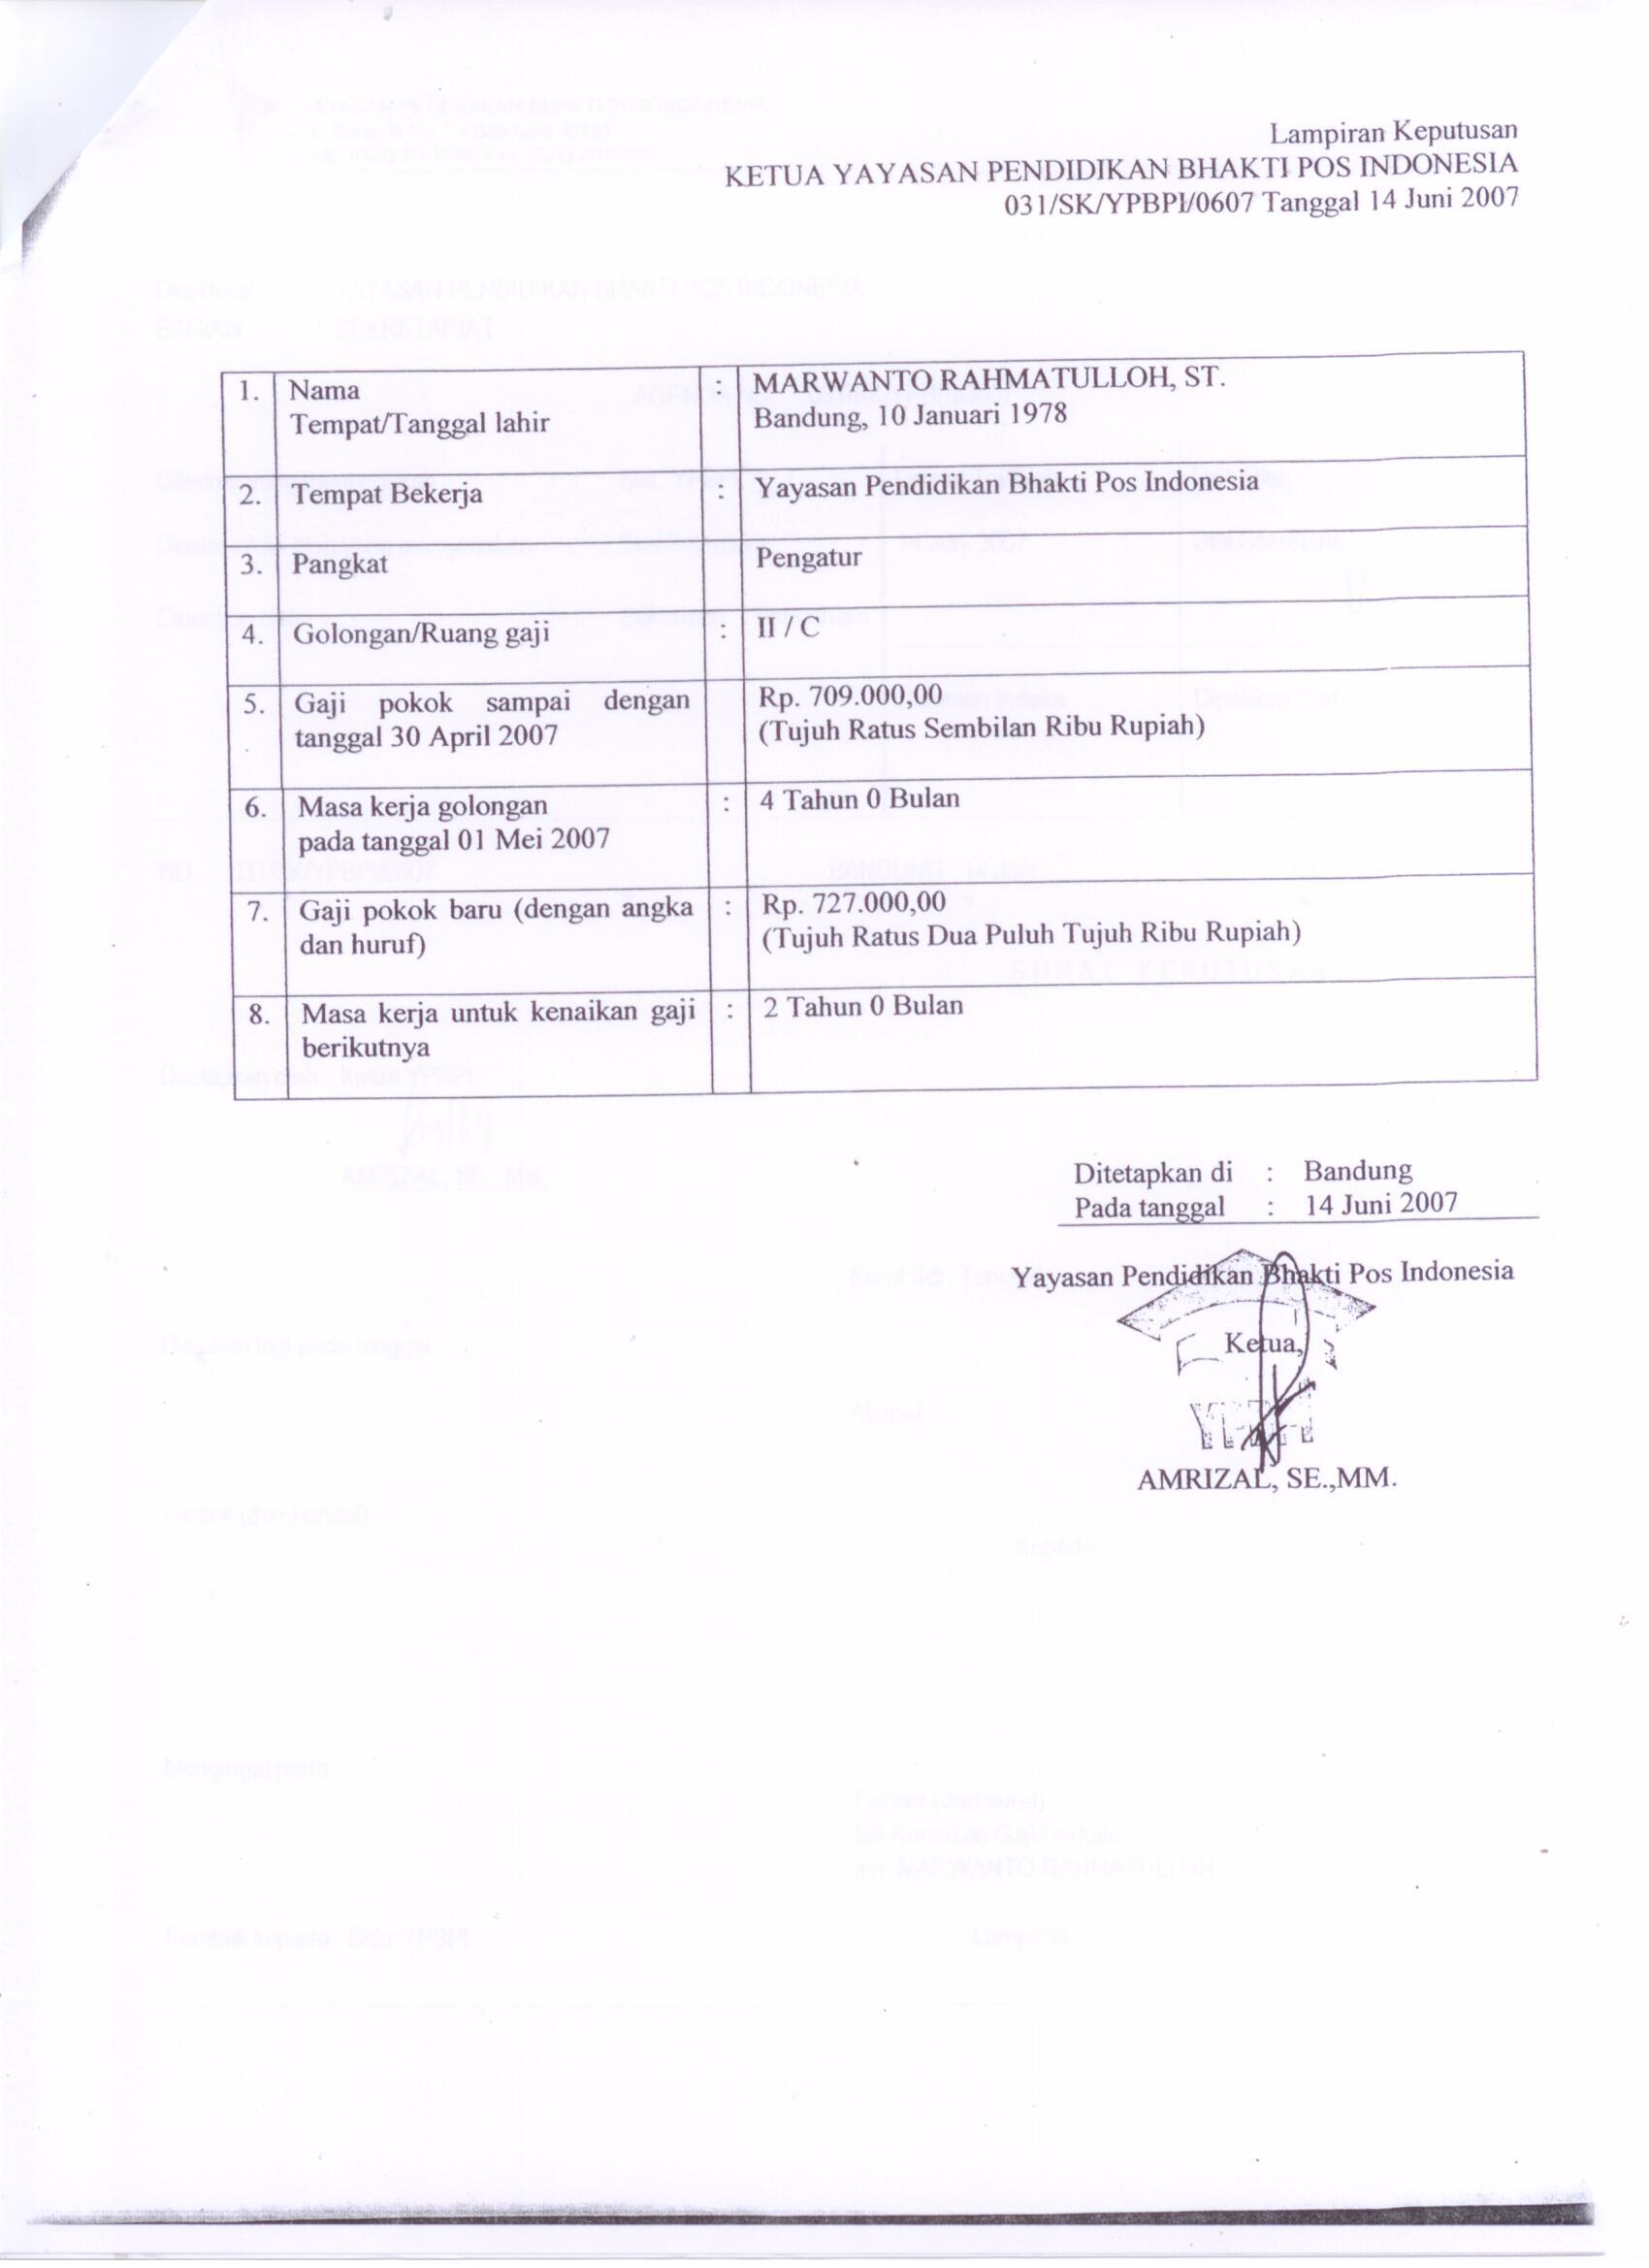 Lampiran Keputusan
KETUA YAYASAN PENDIDIKAN BHAKTI POS INDONESIA
031/SK/YPBPI/0607 Tanggal 14 Juni 2007
1. Nama : MARWANTO RAHMATULLOH, ST.
Tempat/Tanggal lahir Bandung, 10 Januari 1978
2. Tempat Bekerja : Yayasan Pendidikan Bhakti Pos Indonesia
3. Pangkat : Pengatur
4. Golongan/Ruang gaji : II / C
5. Gaji pokok sampai dengan Rp. 709.000,00
tanggal 30 April 2007 (Tujuh Ratus Sembilan Ribu Rupiah)
6. Masa kerja golongan : 4 Tahun 0 Bulan
pada tanggal 01 Mei 2007
7. Gaji pokok baru (dengan angka : Rp. 727.000,00
dan huruf) (Tujuh Ratus Dua Puluh Tujuh Ribu Rupiah)
8. Masa kerja untuk kenaikan gaji : 2 Tahun 0 Bulan
berikutnya
Ditetapkan di : Bandung
Pada tanggal : 14 Juni 2007
Yayasan Pendidikan Bhakti Pos Indonesia
Ketua,
AMRIZAL, SE.,MM.